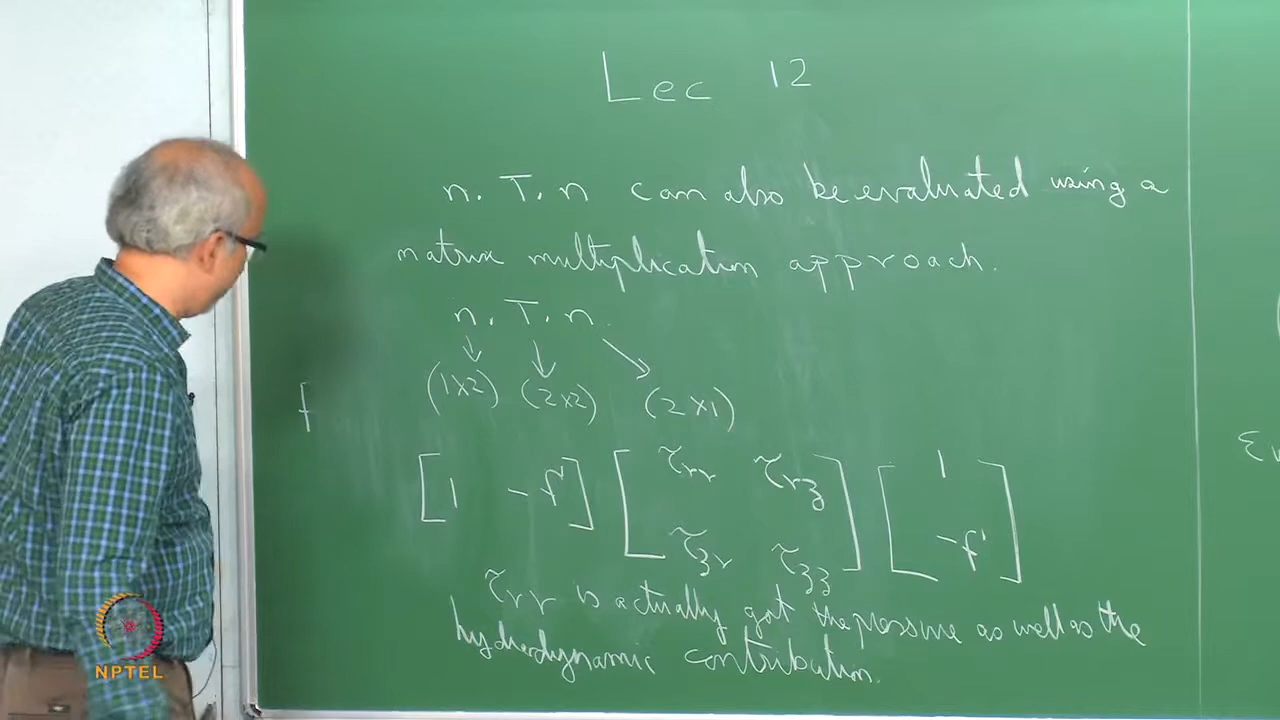 Lec 12
n. T. n can also be evaluated using a
matrix multiplication approach.
n. T. n.
↓ ↓ ↘
(1x2) (2x2) (2x1)
f
[1 -f'] [τrr τrz [1
τzr τzz] -f']
τrr is actually got the pressure as well as the
hydrodynamic contribution.
NPTEL